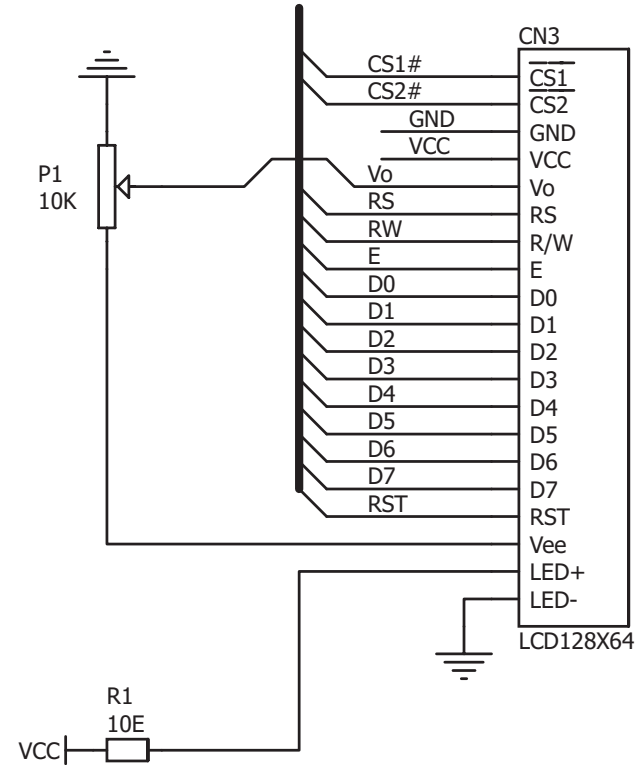 CN3
CS1# CS1
CS2# CS2
GND GND
VCC VCC
P1
10K
Vo Vo
RS RS
RW R/W
E E
D0 D0
D1 D1
D2 D2
D3 D3
D4 D4
D5 D5
D6 D6
D7 D7
RST RST
Vee
LED+
LED-
LCD128X64
R1
10E
VCC